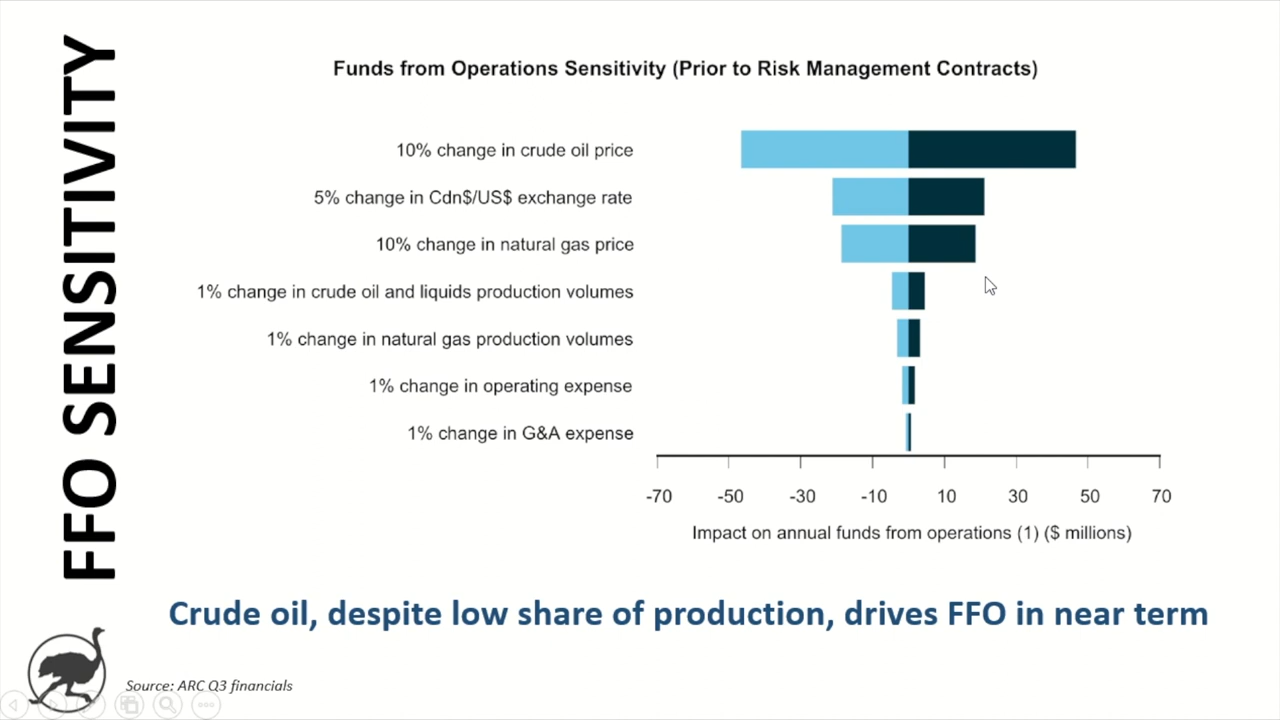 FFO SENSITIVITY
Funds from Operations Sensitivity (Prior to Risk Management Contracts)
10% change in crude oil price
5% change in Cdn$/US$ exchange rate
10% change in natural gas price
1% change in crude oil and liquids production volumes
1% change in natural gas production volumes
1% change in operating expense
1% change in G&A expense
-70 -50 -30 -10 10 30 50 70
Impact on annual funds from operations (1) ($ millions)
Crude oil, despite low share of production, drives FFO in near term
Source: ARC Q3 financials